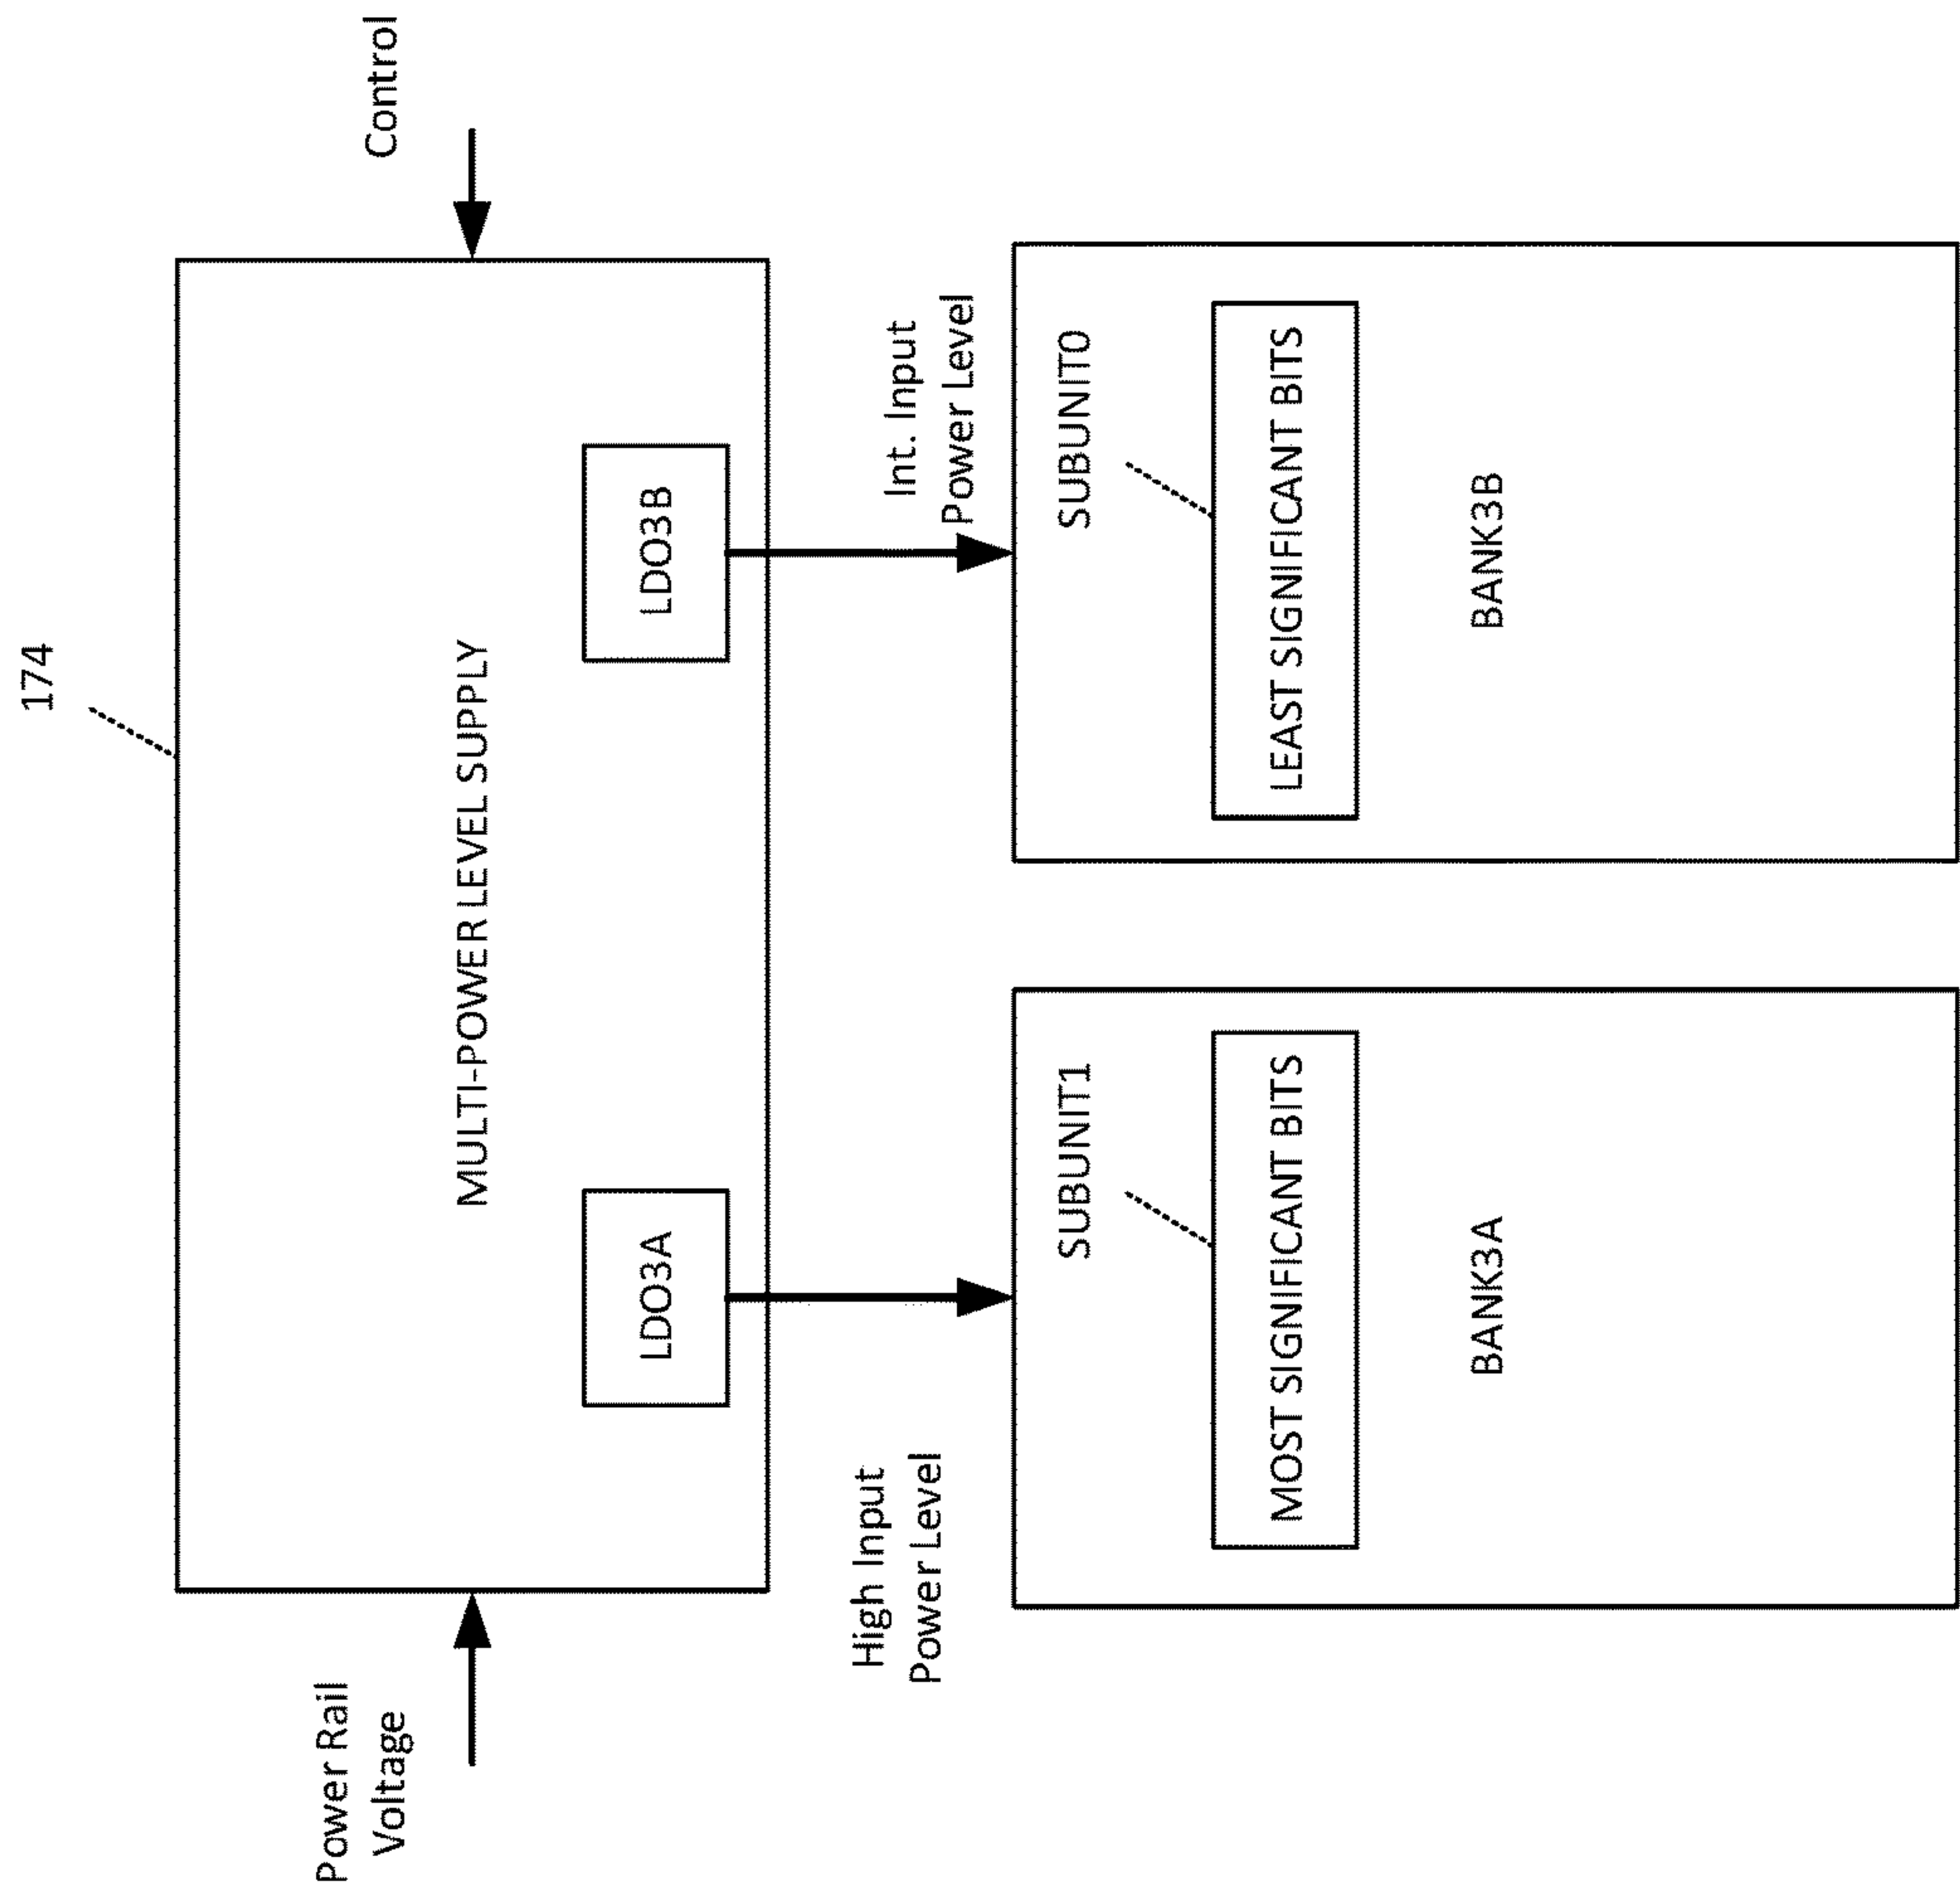 174
Power Rail
Voltage
Control
MULTI-POWER LEVEL SUPPLY
LDO3A
LDO3B
High Input
Power Level
Int. Input
Power Level
SUBUNIT1
MOST SIGNIFICANT BITS
BANK3A
SUBUNIT0
LEAST SIGNIFICANT BITS
BANK3B